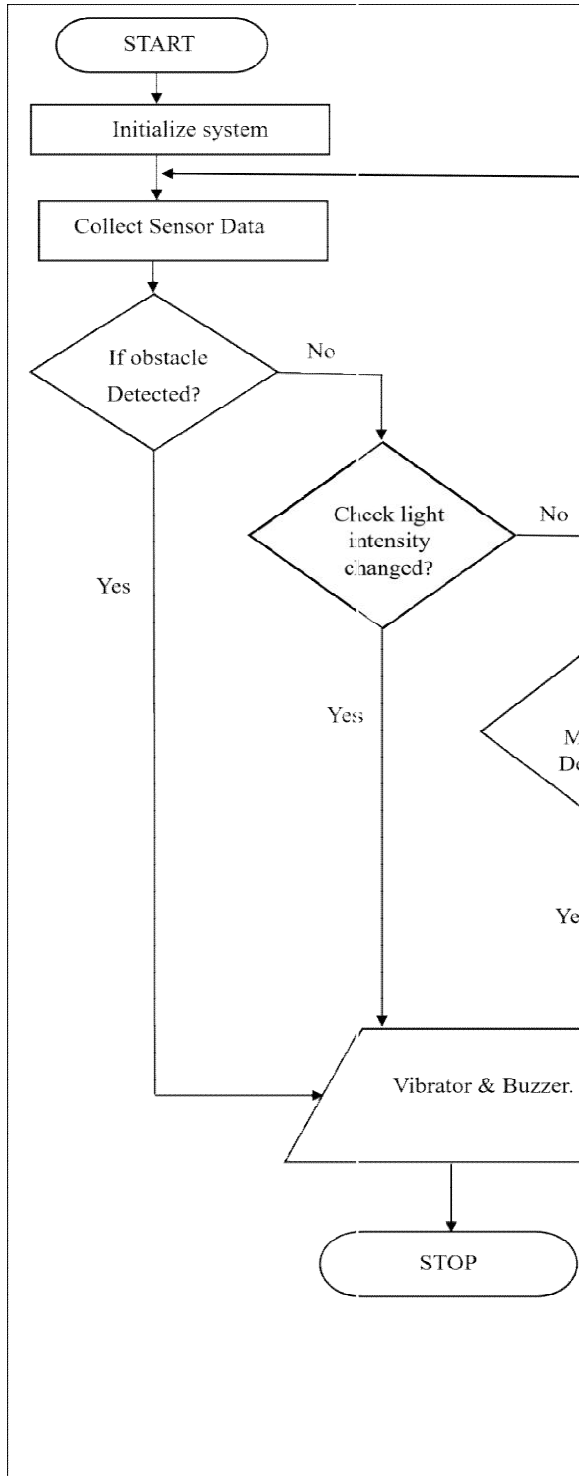 START
Initialize system
Collect Sensor Data
If obstacle
Detected?
No
Check light
intensity
changed?
No
Yes
Yes
Vibrator & Buzzer.
STOP